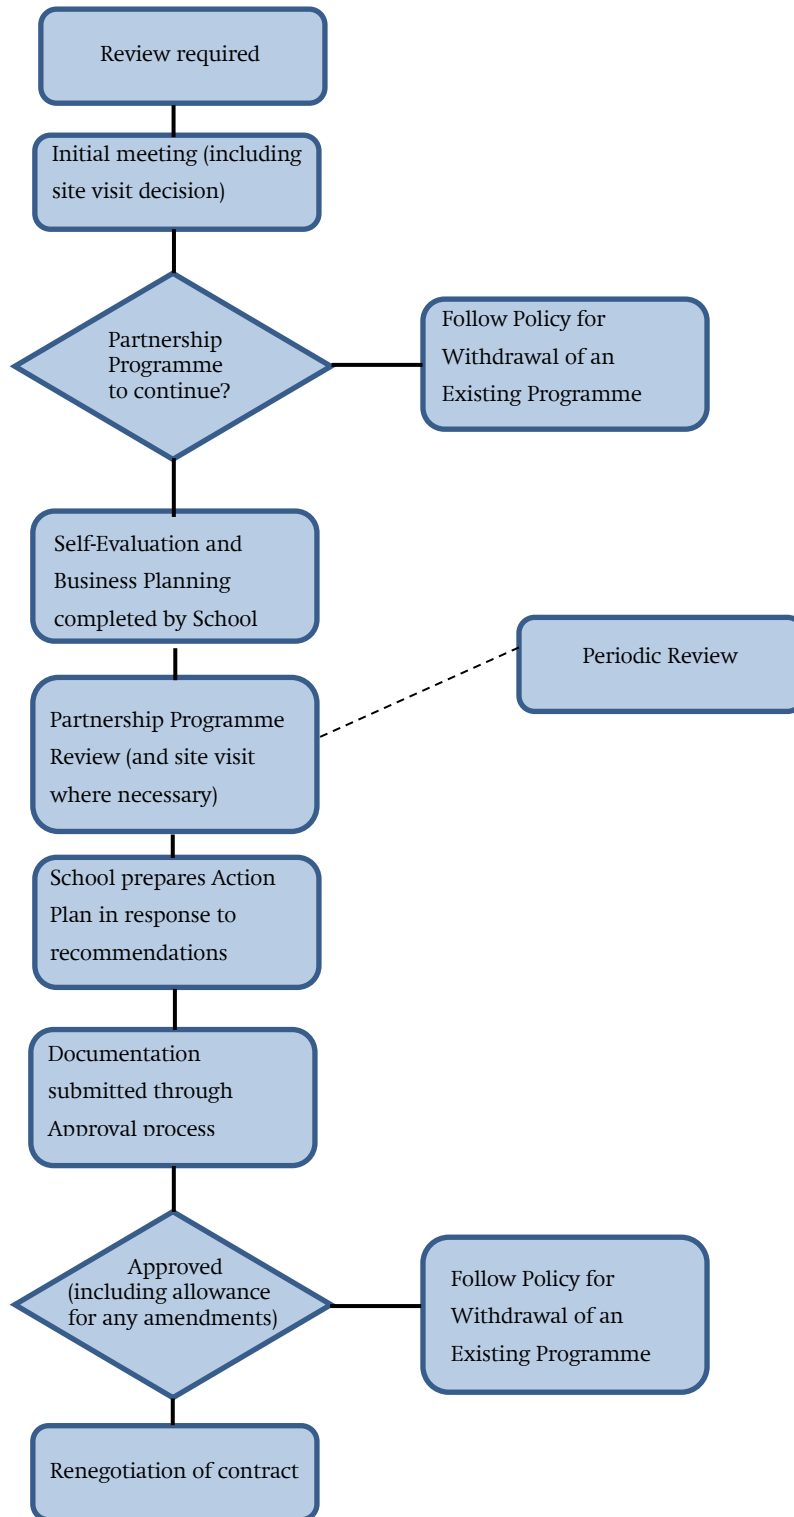 Review required
Initial meeting (including
site visit decision)
Partnership
Programme
to continue?
Follow Policy for
Withdrawal of an
Existing Programme
Self-Evaluation and
Business Planning
completed by School
Periodic Review
Partnership Programme
Review (and site visit
where necessary)
School prepares Action
Plan in response to
recommendations
Documentation
submitted through
Approval process
Approved
(including allowance
for any amendments)
Follow Policy for
Withdrawal of an
Existing Programme
Renegotiation of contract